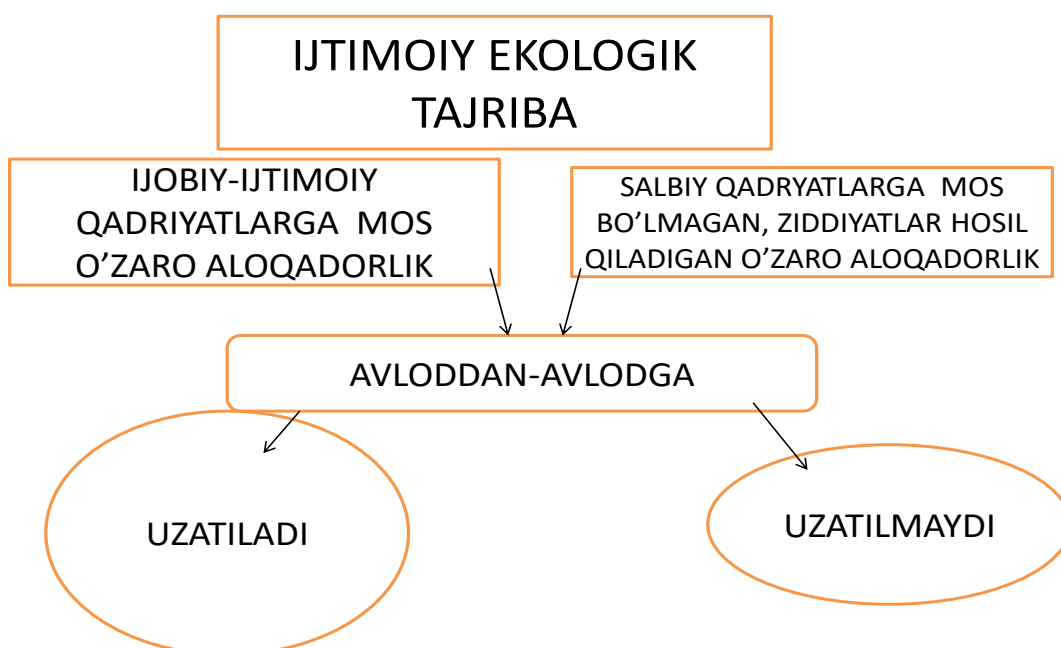 IJTIMOIY EKOLOGIK
TAJRIBA
IJOBIY-IJTIMOIY
QADRIYATLARGA MOS
O’ZARO ALOQADORLIK
SALBIY QADRYATLARGA MOS
BO’LMAGAN, ZIDDIYATLAR HOSIL
QILADIGAN O’ZARO ALOQADORLIK
AVLODDAN-AVLODGA
UZATILADI
UZATILMAYDI